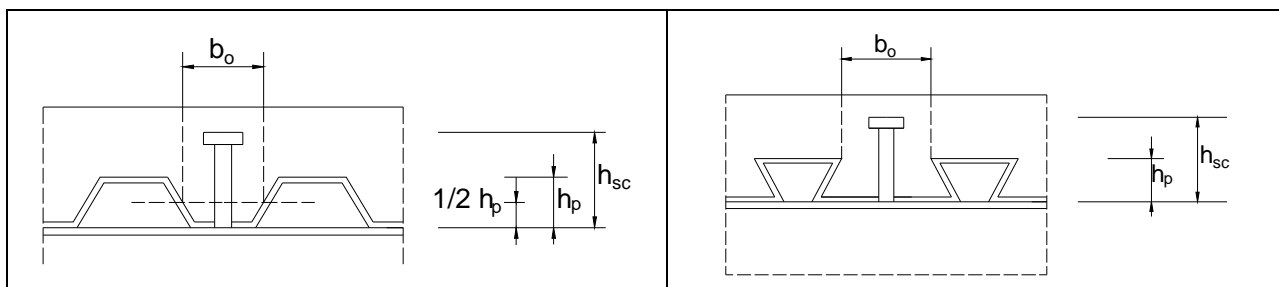 b₀
1/2 hₚ
hₚ
h_sc
b₀
hₚ
h_sc